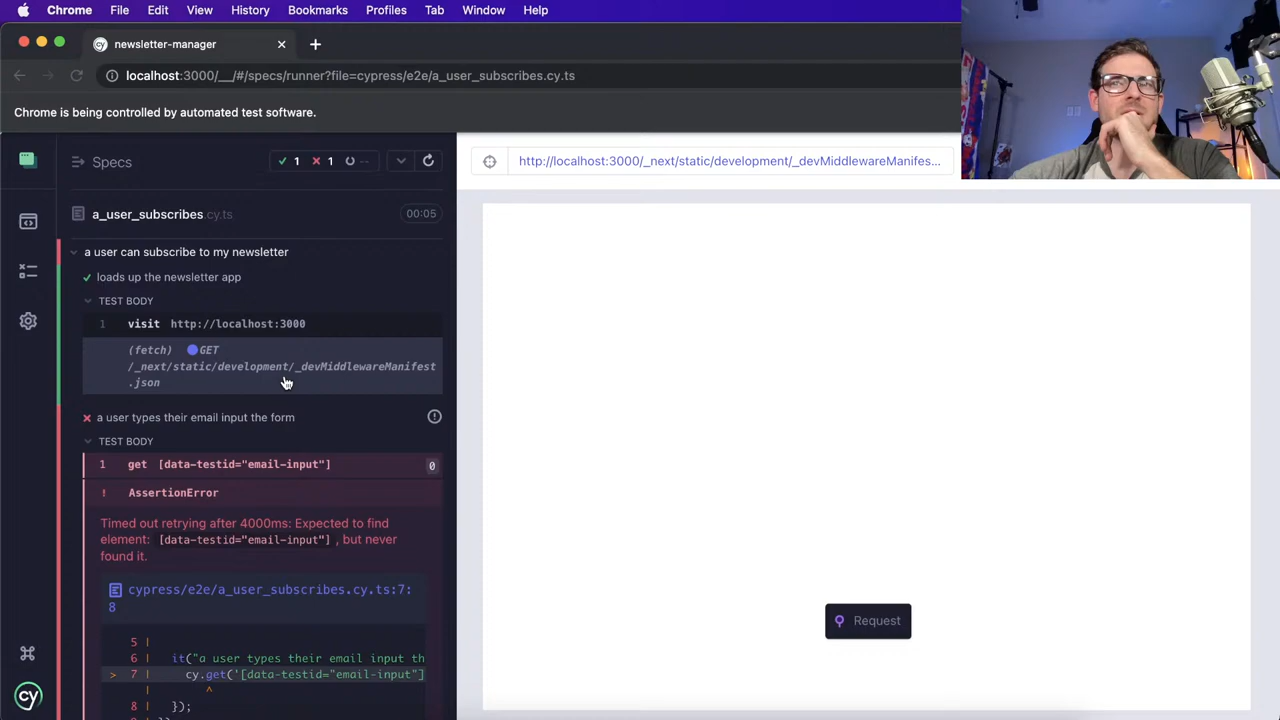 Chrome File Edit View History Bookmarks Profiles Tab Window Help
cy newsletter-manager
localhost:3000/__/#/specs/runner?file=cypress/e2e/a_user_subscribes.cy.ts
Chrome is being controlled by automated test software.
Specs
1 1 --
http://localhost:3000/_next/static/development/_devMiddlewareManifes...
a_user_subscribes.cy.ts 00:05
a user can subscribe to my newsletter
loads up the newsletter app
TEST BODY
1 visit http://localhost:3000
(fetch) GET
/_next/static/development/_devMiddlewareManifest
.json
a user types their email input the form
TEST BODY
1 get [data-testid="email-input"] 0
! AssertionError
Timed out retrying after 4000ms: Expected to find
element: [data-testid="email-input"], but never
found it.
cypress/e2e/a_user_subscribes.cy.ts:7:
8
5 |
6 | it("a user types their email input th
> 7 | cy.get('[data-testid="email-input"]
| ^
8 | });
cy
Request